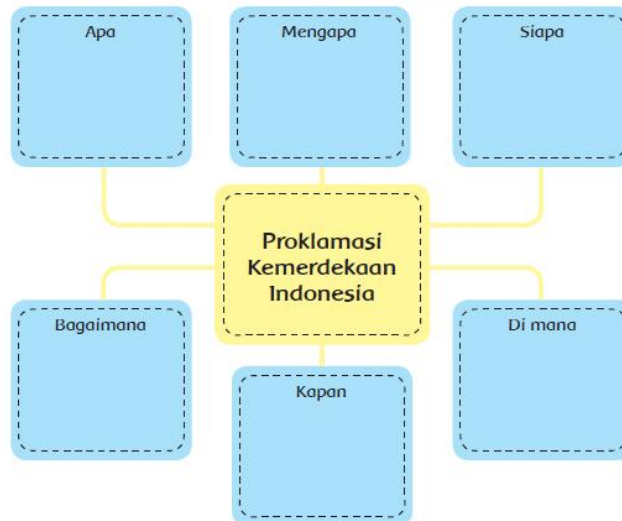 Apa
Mengapa
Siapa
Proklamasi
Kemerdekaan
Indonesia
Bagaimana
Kapan
Di mana